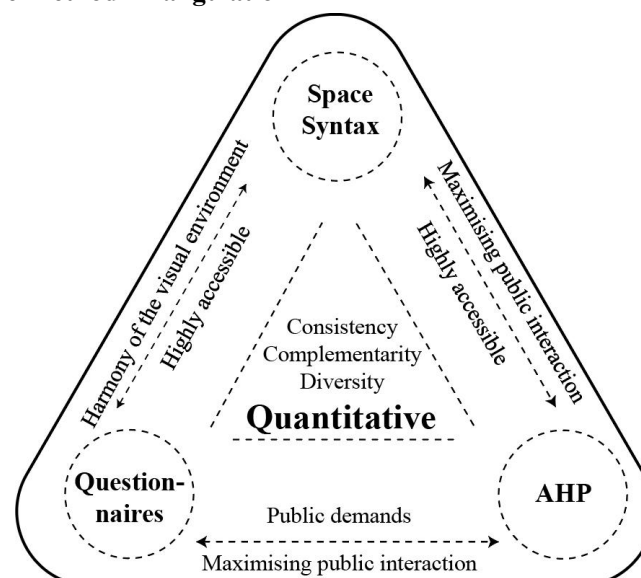 Space
Syntax
Harmony of the visual environment
Highly accessible
Maximising public interaction
Highly accessible
Consistency
Complementarity
Diversity
Quantitative
Question-
naires
AHP
Public demands
Maximising public interaction